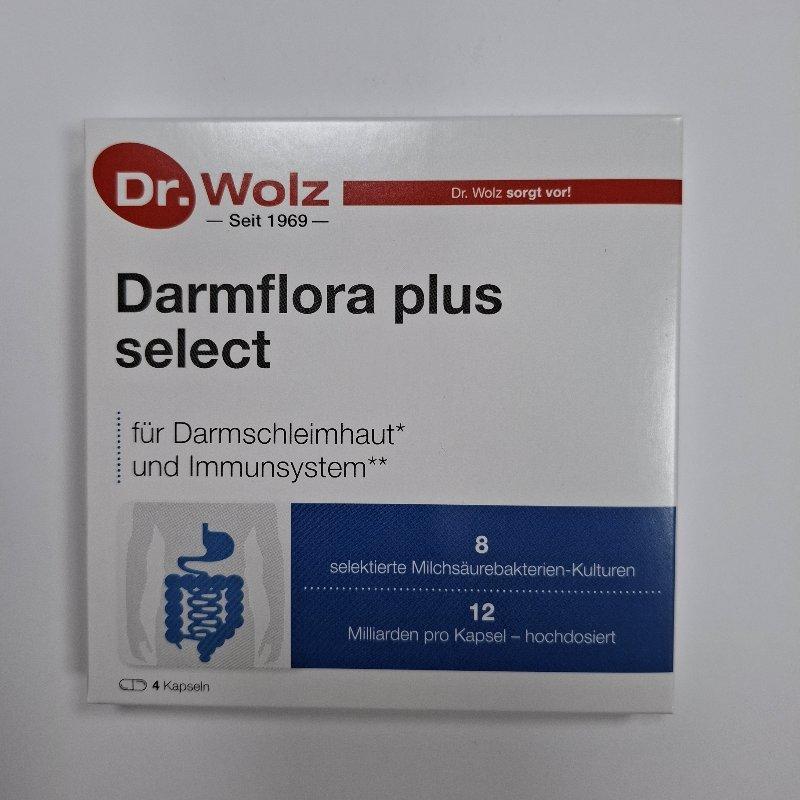 Dr. Wolz
— Seit 1969 —
Dr. Wolz sorgt vor!
Darmflora plus
select
für Darmschleimhaut*
und Immunsystem**
8
selektierte Milchsäurebakterien-Kulturen
12
Milliarden pro Kapsel – hochdosiert
4 Kapseln